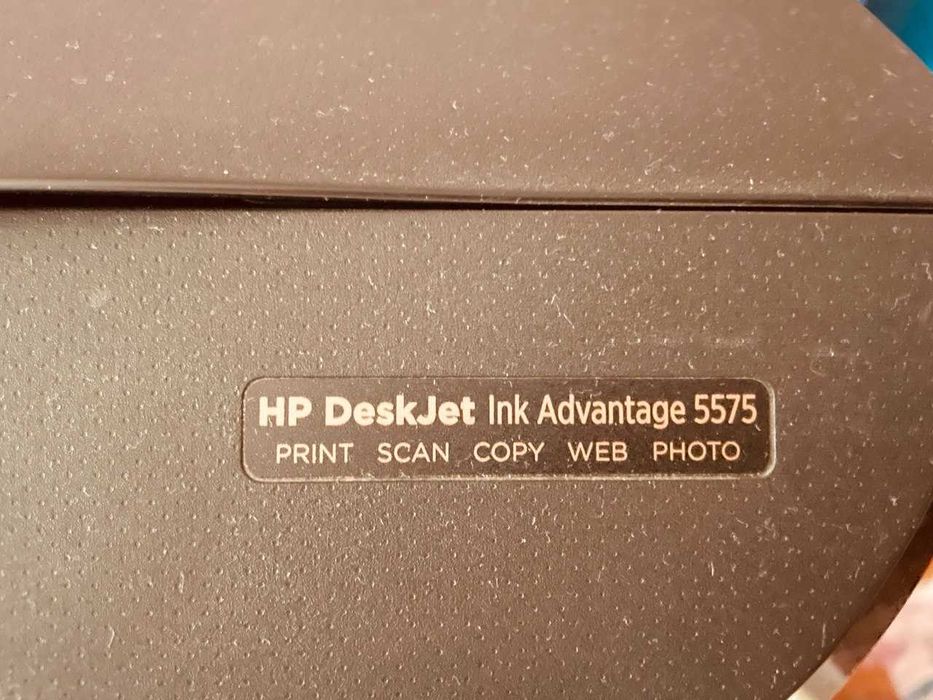 HP DeskJet Ink Advantage 5575
PRINT SCAN COPY WEB PHOTO